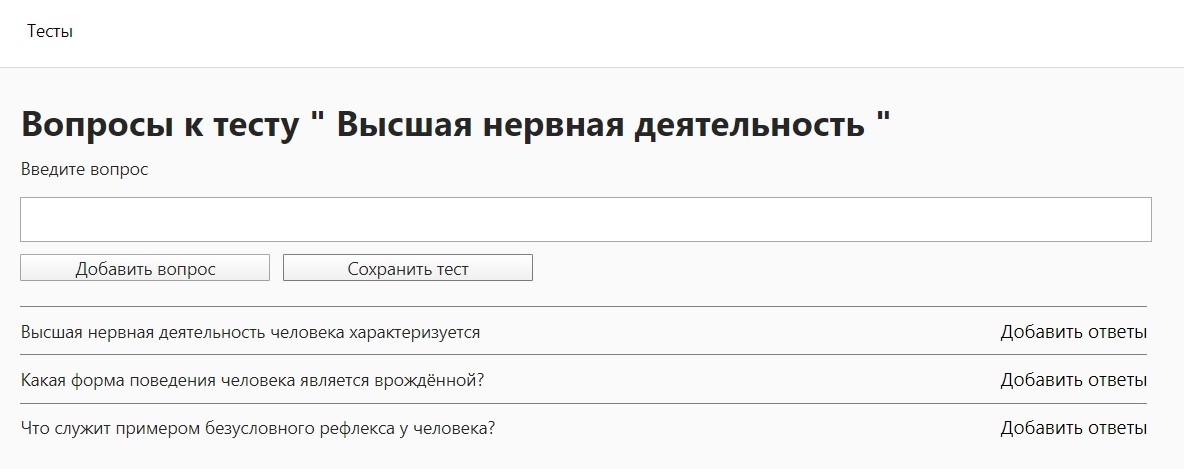 Тесты
Вопросы к тесту " Высшая нервная деятельность "
Введите вопрос
Добавить вопрос Сохранить тест
Высшая нервная деятельность человека характеризуется Добавить ответы
Какая форма поведения человека является врождённой? Добавить ответы
Что служит примером безусловного рефлекса у человека? Добавить ответы